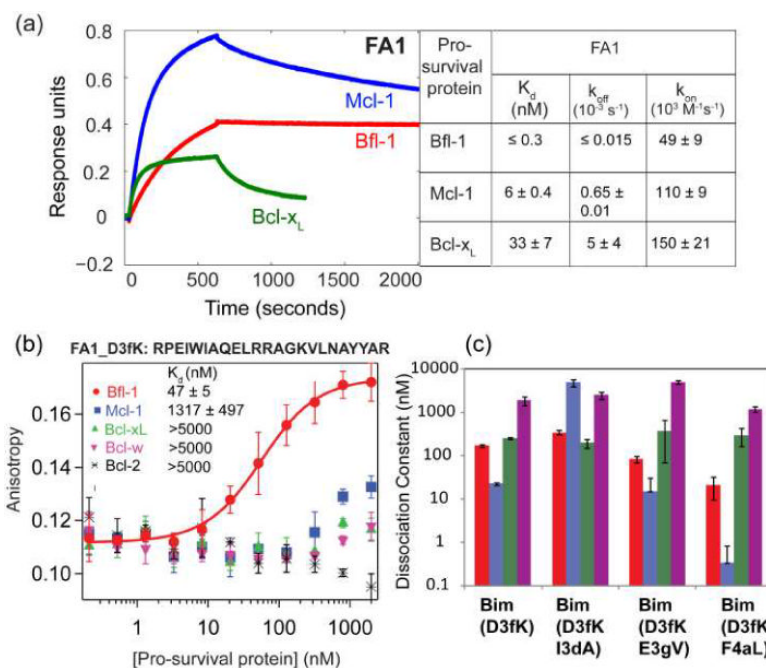 (a)
FA1
0.8
0.6
0.4
0.2
0
−0.2
Response units
Mcl-1
Bfl-1
Bcl-xL
0 500 1000 1500 2000
Time (seconds)
Pro-survival protein FA1
Kd (nM) koff (10-3 s-1) kon (103 M-1s-1)
Bfl-1 ≤ 0.3 ≤ 0.015 49 ± 9
Mcl-1 6 ± 0.4 0.65 ± 0.01 110 ± 9
Bcl-xL 33 ± 7 5 ± 4 150 ± 21
(b)
FA1_D3fK: RPEIWIAQELRRAGKVLNAYYAR
Kd (nM)
Bfl-1 47 ± 5
Mcl-1 1317 ± 497
Bcl-xL >5000
Bcl-w >5000
Bcl-2 >5000
0.16
0.14
0.12
0.10
Anisotropy
1 10 100 1000
[Pro-survival protein] (nM)
(c)
10000
1000
100
10
1
0.1
Dissociation Constant (nM)
Bim (D3fK)
Bim (D3fK I3dA)
Bim (D3fK E3gV)
Bim (D3fK F4aL)